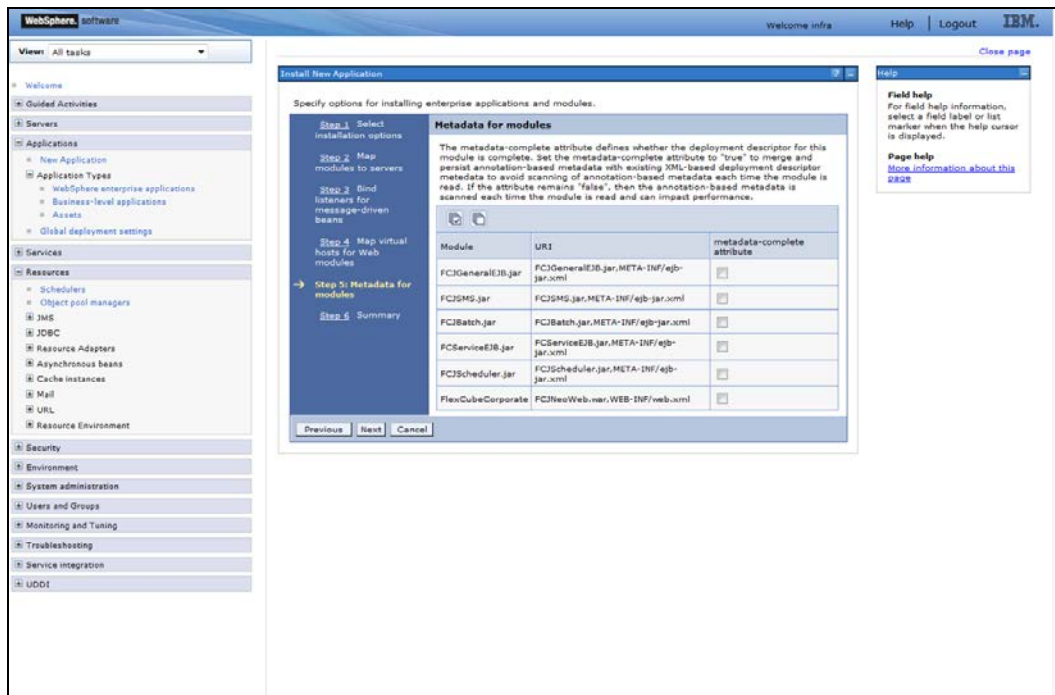 WebSphere. software
Welcome infra
Help | Logout
IBM.
View: All tasks
Welcome
Guided Activities
Servers
Applications
New Application
Application Types
WebSphere enterprise applications
Business-level applications
Assets
Global deployment settings
Services
Resources
Schedulers
Object pool managers
JMS
JDBC
Resource Adapters
Asynchronous beans
Cache instances
Mail
URL
Resource Environment
Security
Environment
System administration
Users and Groups
Monitoring and Tuning
Troubleshooting
Service integration
UDDI
Close page
Install New Application
?
Specify options for installing enterprise applications and modules.
Step 1 Select
installation options
Step 2 Map
modules to servers
Step 3 Bind
listeners for
message-driven
beans
Step 4 Map virtual
hosts for Web
modules
Step 5: Metadata for
modules
Step 6 Summary
Metadata for modules
The metadata-complete attribute defines whether the deployment descriptor for this
module is complete. Set the metadata-complete attribute to "true" to merge and
persist annotation-based metadata with existing XML-based deployment descriptor
metedata to avoid scanning of annotation-based metadata each time the module is
read. If the attribute remains "false", then the annotation-based metadata is
scanned each time the module is read and can impact performance.
Module URI metadata-complete
attribute
FCJGeneralEJB.jar FCJGeneralEJB.jar,META-INF/ejb-
jar.xml
FCJSMS.jar FCJSMS.jar,META-INF/ejb-jar.xml
FCJBatch.jar FCJBatch.jar,META-INF/ejb-jar.xml
FCServiceEJB.jar FCServiceEJB.jar,META-INF/ejb-
jar.xml
FCJScheduler.jar FCJScheduler.jar,META-INF/ejb-
jar.xml
FlexCubeCorporate FCJNeoWeb.war,WEB-INF/web.xml
Previous Next Cancel
Help
Field help
For field help information,
select a field label or list
marker when the help cursor
is displayed.
Page help
More information about this
page